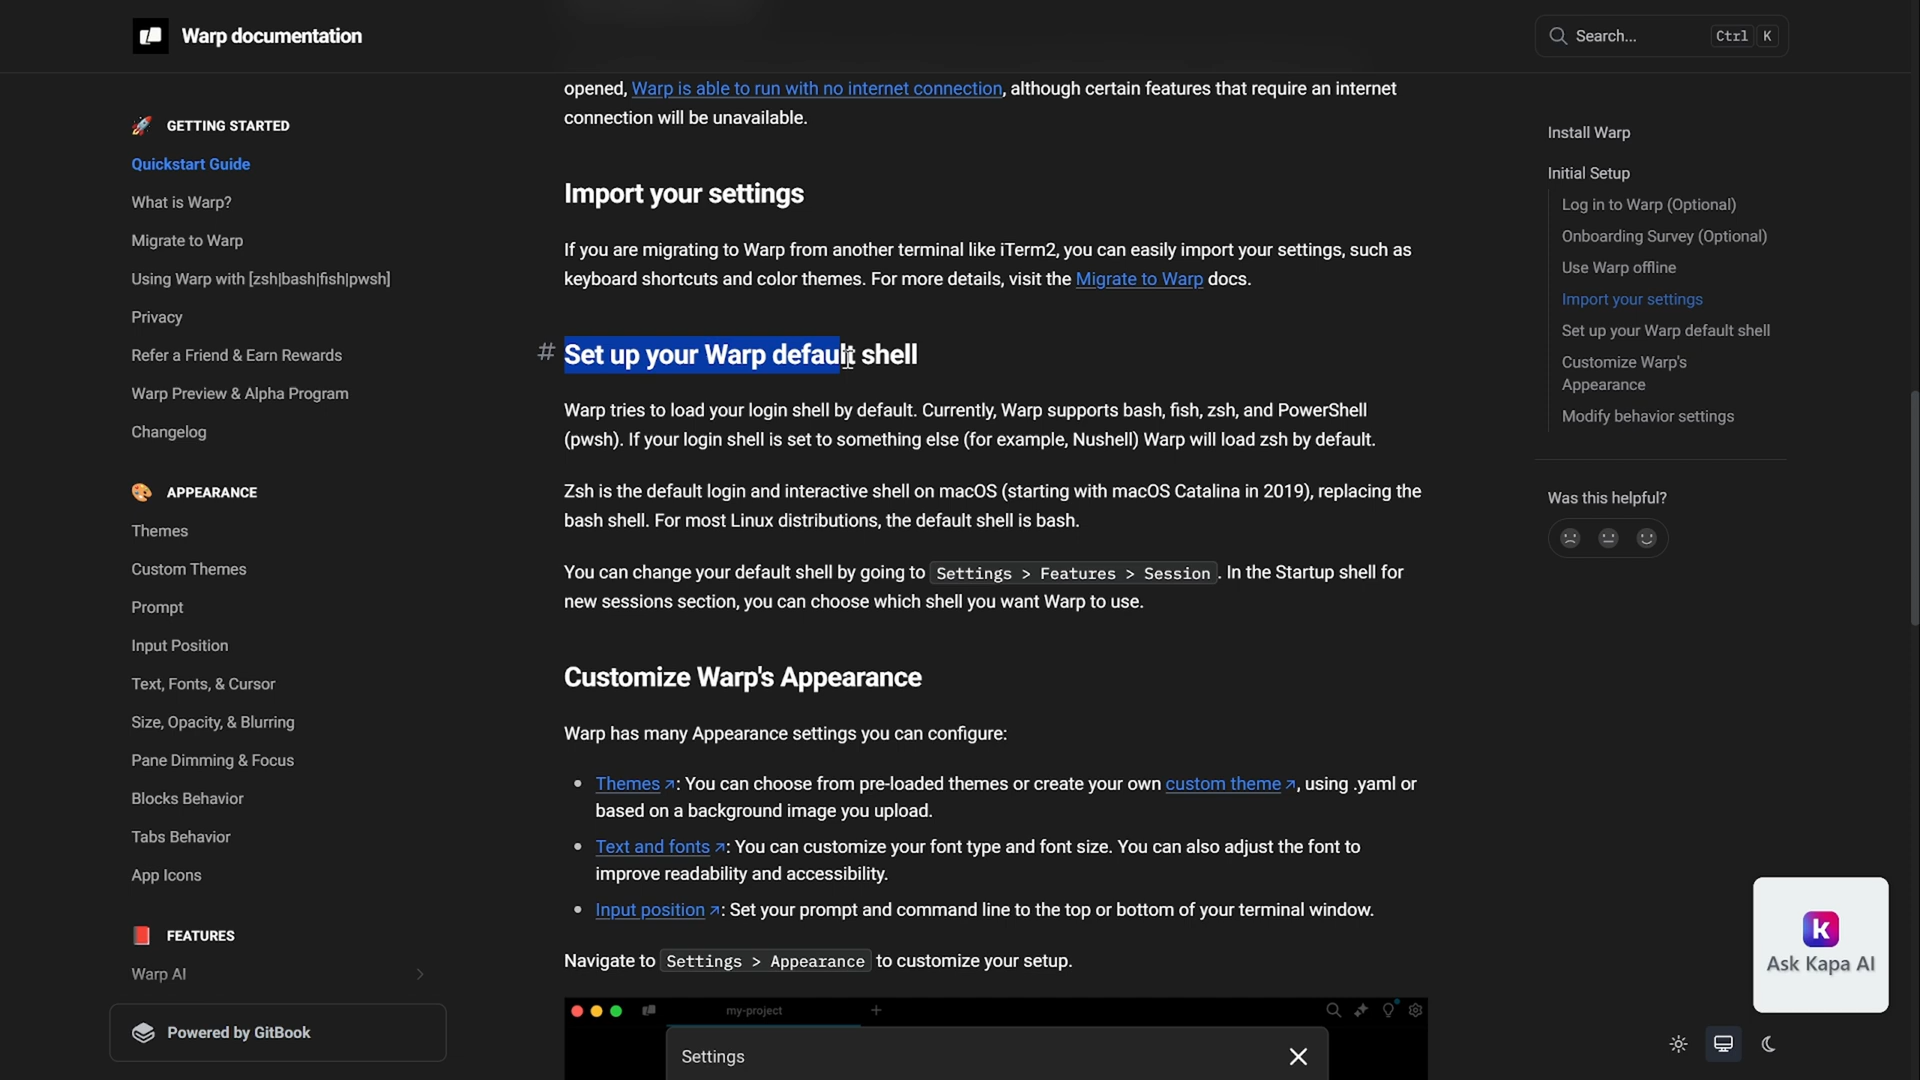 Warp documentation
Search...
Ctrl K
GETTING STARTED
Quickstart Guide
What is Warp?
Migrate to Warp
Using Warp with [zsh|bash|fish|pwsh]
Privacy
Refer a Friend & Earn Rewards
Warp Preview & Alpha Program
Changelog
APPEARANCE
Themes
Custom Themes
Prompt
Input Position
Text, Fonts, & Cursor
Size, Opacity, & Blurring
Pane Dimming & Focus
Blocks Behavior
Tabs Behavior
App Icons
FEATURES
Warp AI
Powered by GitBook
opened, Warp is able to run with no internet connection, although certain features that require an internet
connection will be unavailable.
Import your settings
If you are migrating to Warp from another terminal like iTerm2, you can easily import your settings, such as
keyboard shortcuts and color themes. For more details, visit the Migrate to Warp docs.
# Set up your Warp default shell
Warp tries to load your login shell by default. Currently, Warp supports bash, fish, zsh, and PowerShell
(pwsh). If your login shell is set to something else (for example, Nushell) Warp will load zsh by default.
Zsh is the default login and interactive shell on macOS (starting with macOS Catalina in 2019), replacing the
bash shell. For most Linux distributions, the default shell is bash.
You can change your default shell by going to Settings > Features > Session. In the Startup shell for
new sessions section, you can choose which shell you want Warp to use.
Customize Warp's Appearance
Warp has many Appearance settings you can configure:
• Themes ↗: You can choose from pre-loaded themes or create your own custom theme ↗, using .yaml or
based on a background image you upload.
• Text and fonts ↗: You can customize your font type and font size. You can also adjust the font to
improve readability and accessibility.
• Input position ↗: Set your prompt and command line to the top or bottom of your terminal window.
Navigate to Settings > Appearance to customize your setup.
my-project
Settings
Install Warp
Initial Setup
Log in to Warp (Optional)
Onboarding Survey (Optional)
Use Warp offline
Import your settings
Set up your Warp default shell
Customize Warp's
Appearance
Modify behavior settings
Was this helpful?
k
Ask Kapa AI